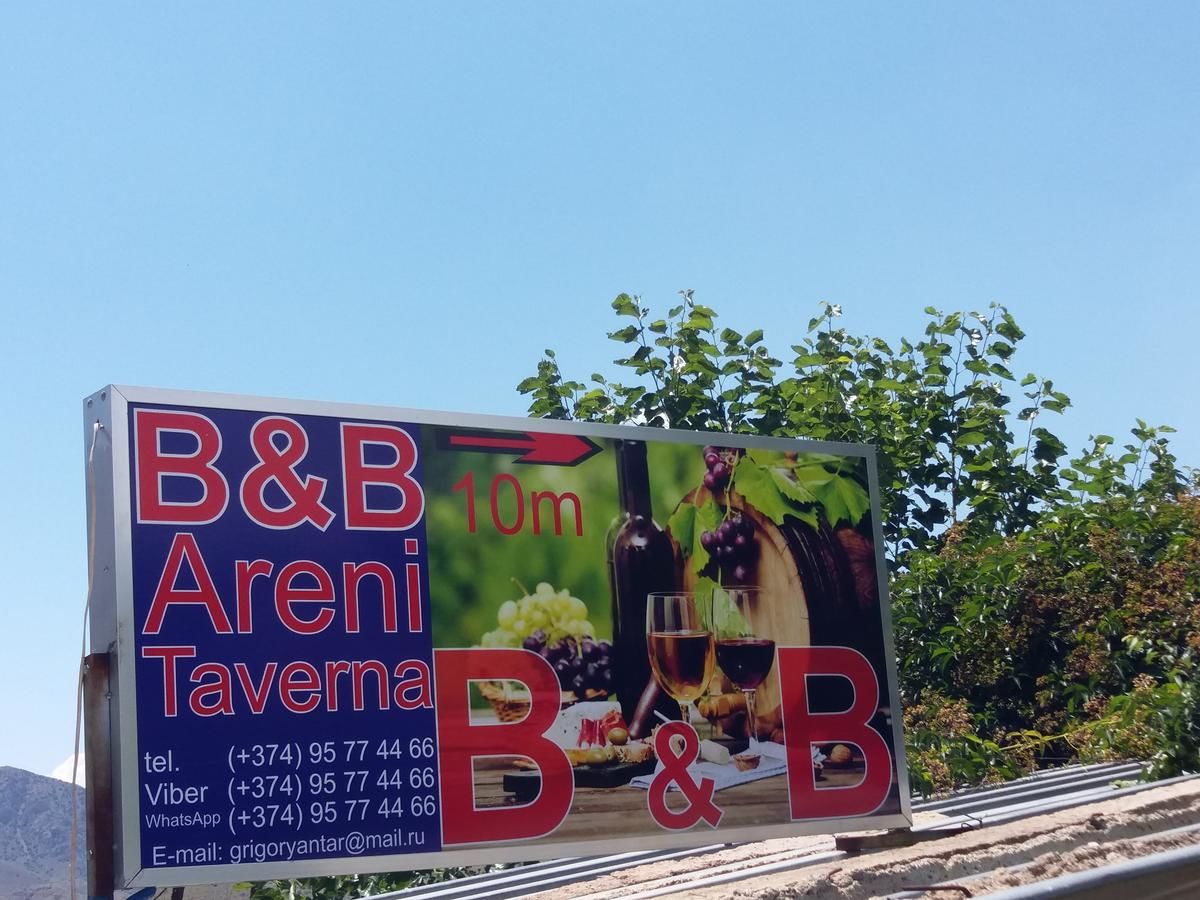 B&B
Areni
Taverna
tel. (+374) 95 77 44 66
Viber (+374) 95 77 44 66
WhatsApp (+374) 95 77 44 66
E-mail: grigoryantar@mail.ru
10m
B & B